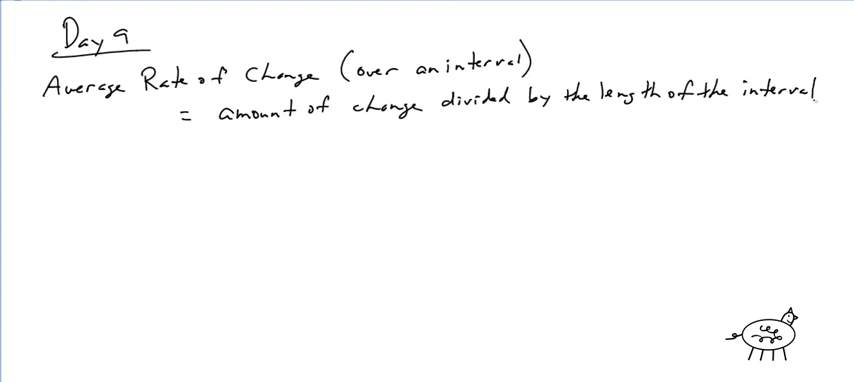 Day 9
Average Rate of Change (over an interval)
= amount of change divided by the length of the interval